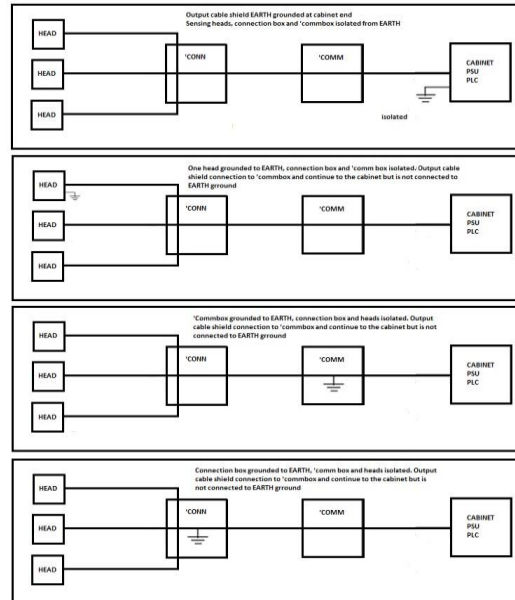 Output cable shield EARTH grounded at cabinet end
Sensing heads, connection box and 'commbox isolated from EARTH
HEAD
'CONN
'COMM
HEAD
CABINET
PSU
PLC
HEAD
isolated
One head grounded to EARTH, connection box and 'comm box isolated. Output cable
shield connection to 'commbox and continue to the cabinet but is not connected to
EARTH grround
HEAD
'CONN
'COMM
HEAD
CABINET
PSU
PLC
HEAD
'Commbox grounded to EARTH, connection box and heads isolated. Output
cable shield connection to 'commbox and continue to the cabinet but is not
connected to EARTH grround
HEAD
'CONN
'COMM
HEAD
CABINET
PSU
PLC
HEAD
Connection box grounded to EARTH, 'comm box and heads isolated. Output
cable shield connection to 'commbox and continue to the cabinet but is
not connected to EARTH grround
HEAD
'CONN
'COMM
HEAD
CABINET
PSU
PLC
HEAD